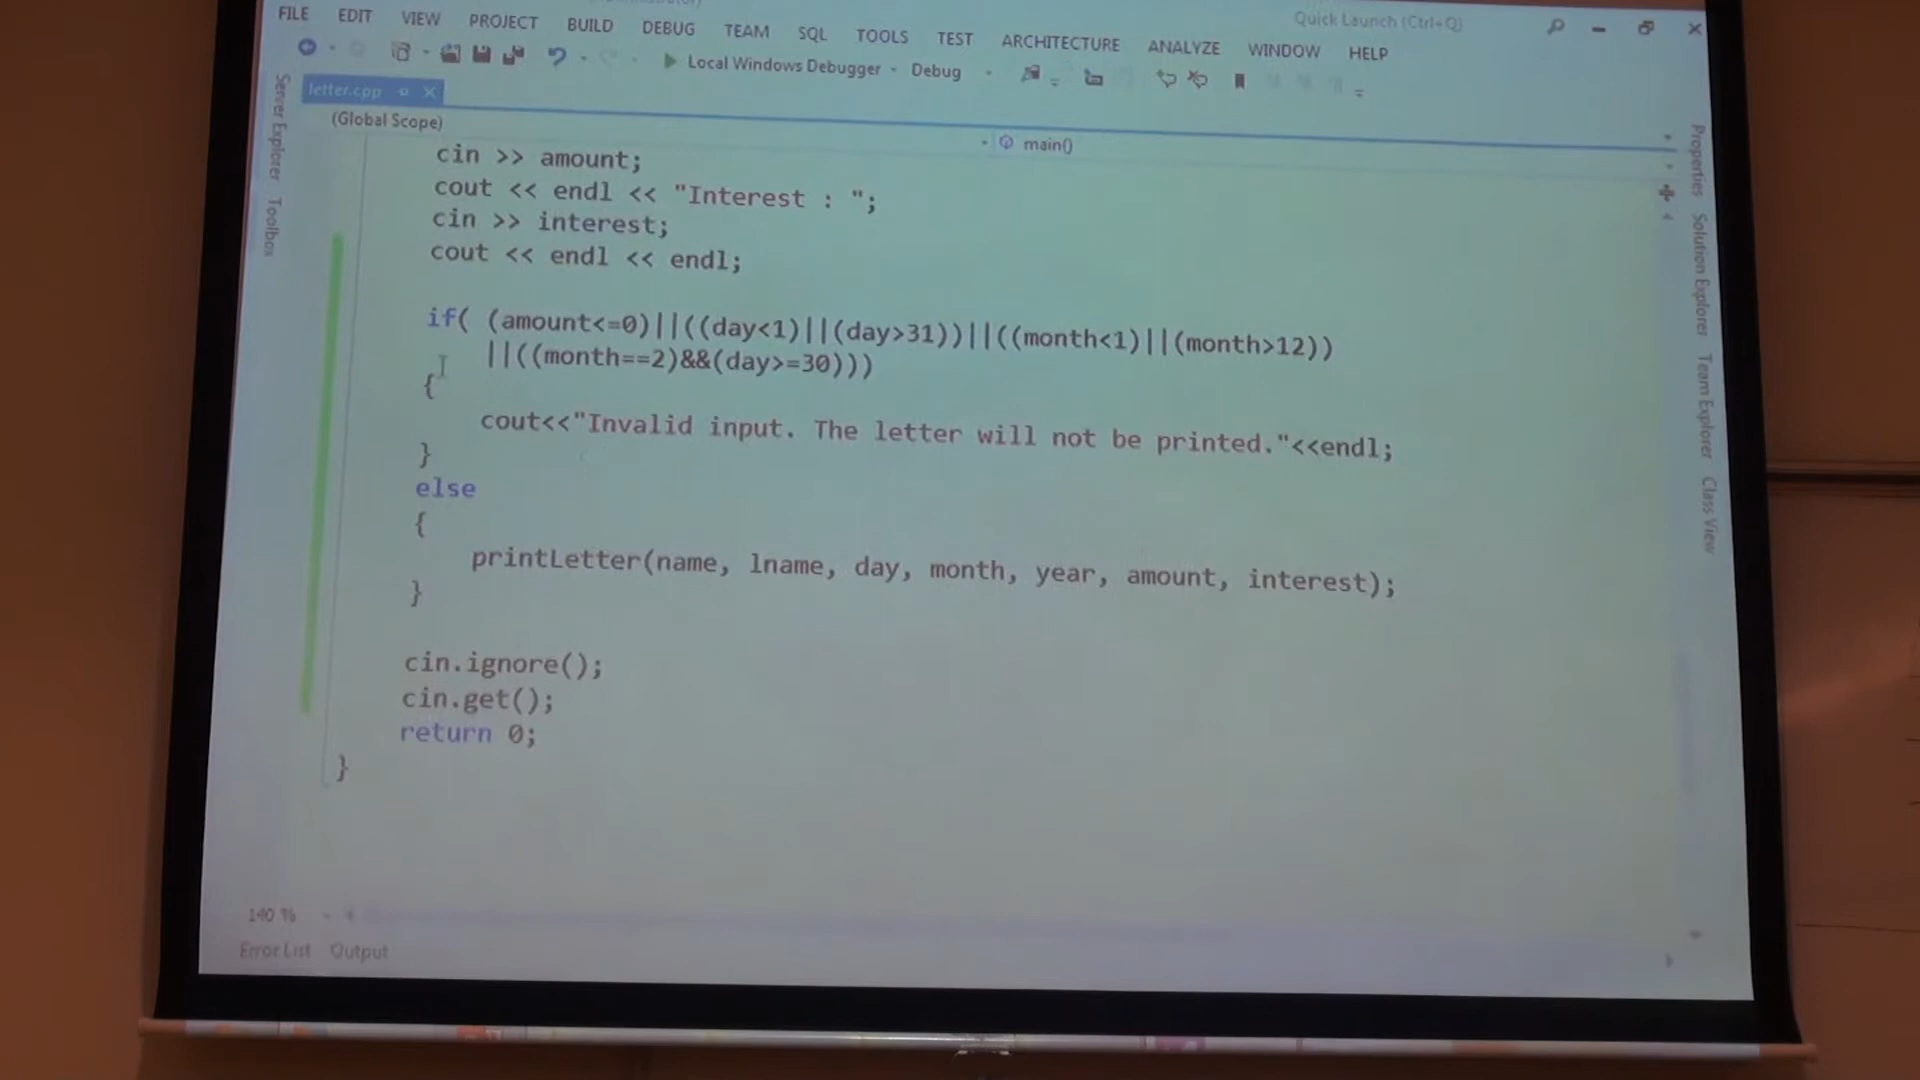 FILE EDIT VIEW PROJECT BUILD DEBUG TEAM SQL TOOLS TEST ARCHITECTURE ANALYZE WINDOW HELP
Quick Launch (Ctrl+Q)
Local Windows Debugger Debug
letter.cpp
(Global Scope)
main()
Server Explorer
Toolbox
cin >> amount;
cout << endl << "Interest : ";
cin >> interest;
cout << endl << endl;
if( (amount<=0)||((day<1)||(day>31))||((month<1)||(month>12))
||((month==2)&&(day>=30)))
{
cout<<"Invalid input. The letter will not be printed."<<endl;
}
else
{
printLetter(name, lname, day, month, year, amount, interest);
}
cin.ignore();
cin.get();
return 0;
}
Properties
Solution Explorer
Team Explorer
Class View
140 %
Error List Output